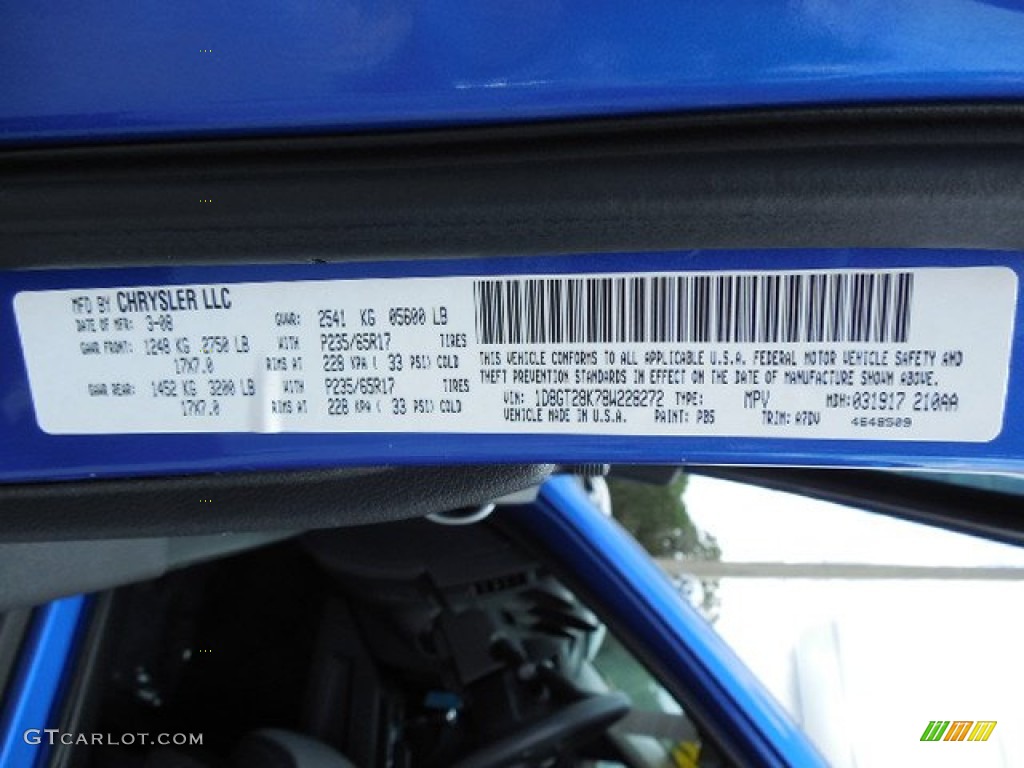 MFD BY CHRYSLER LLC
DATE OF MFR: 3-08 GVWR: 2541 KG 05600 LB
GAWR FRONT: 1248 KG 2750 LB WITH P235/65R17 TIRES
17X7.0 RIMS AT 228 KPA ( 33 PSI) COLD
GAWR REAR: 1452 KG 3200 LB WITH P235/65R17 TIRES
17X7.0 RIMS AT 228 KPA ( 33 PSI) COLD
THIS VEHICLE CONFORMS TO ALL APPLICABLE U.S.A. FEDERAL MOTOR VEHICLE SAFETY AND
THEFT PREVENTION STANDARDS IN EFFECT ON THE DATE OF MANUFACTURE SHOWN ABOVE.
VIN: 1D8GT28K78W228272 TYPE: MPV MDH: 031917 210AA
VEHICLE MADE IN U.S.A. PAINT: PB5 TRIM: A7DV 4648509
GTCARLOT.COM